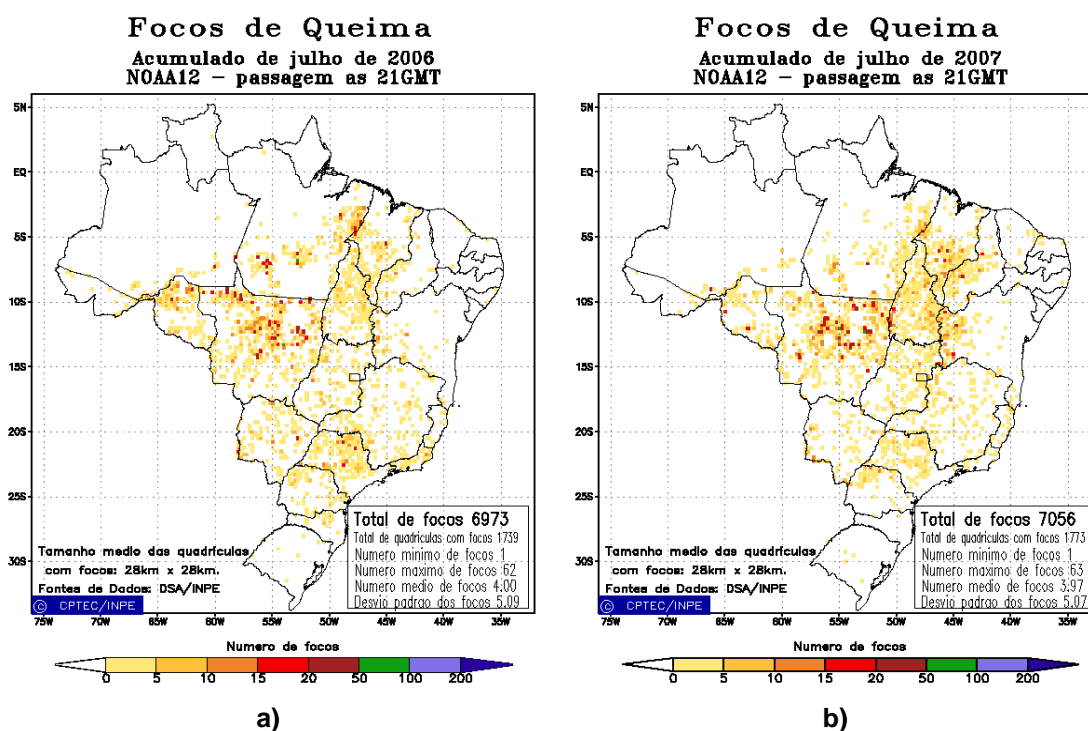 Focos de Queima
Acumulado de julho de 2006
NOAA12 – passagem as 21GMT
5N
EQ
5S
10S
15S
20S
25S
30S
Total de focos 6973
Total de quadriculas com focos 1739
Numero minimo de focos 1
Numero maximo de focos 62
Numero medio de focos 4.00
Desvio padrao dos focos 5.09
Tamanho medio das quadrículas
com focos: 28km x 28km.
Fontes de Dados: DSA/INPE
© CPTEC/INPE
75W 70W 65W 60W 55W 50W 45W 40W 35W
Numero de focos
0 5 10 15 20 50 100 200
a)
Focos de Queima
Acumulado de julho de 2007
NOAA12 – passagem as 21GMT
5N
EQ
5S
10S
15S
20S
25S
30S
Total de focos 7056
Total de quadriculas com focos 1773
Numero minimo de focos 1
Numero maximo de focos 63
Numero medio de focos 3.97
Desvio padrao dos focos 5.07
Tamanho medio das quadrículas
com focos: 28km x 28km.
Fontes de Dados: DSA/INPE
© CPTEC/INPE
75W 70W 65W 60W 55W 50W 45W 40W 35W
Numero de focos
0 5 10 15 20 50 100 200
b)